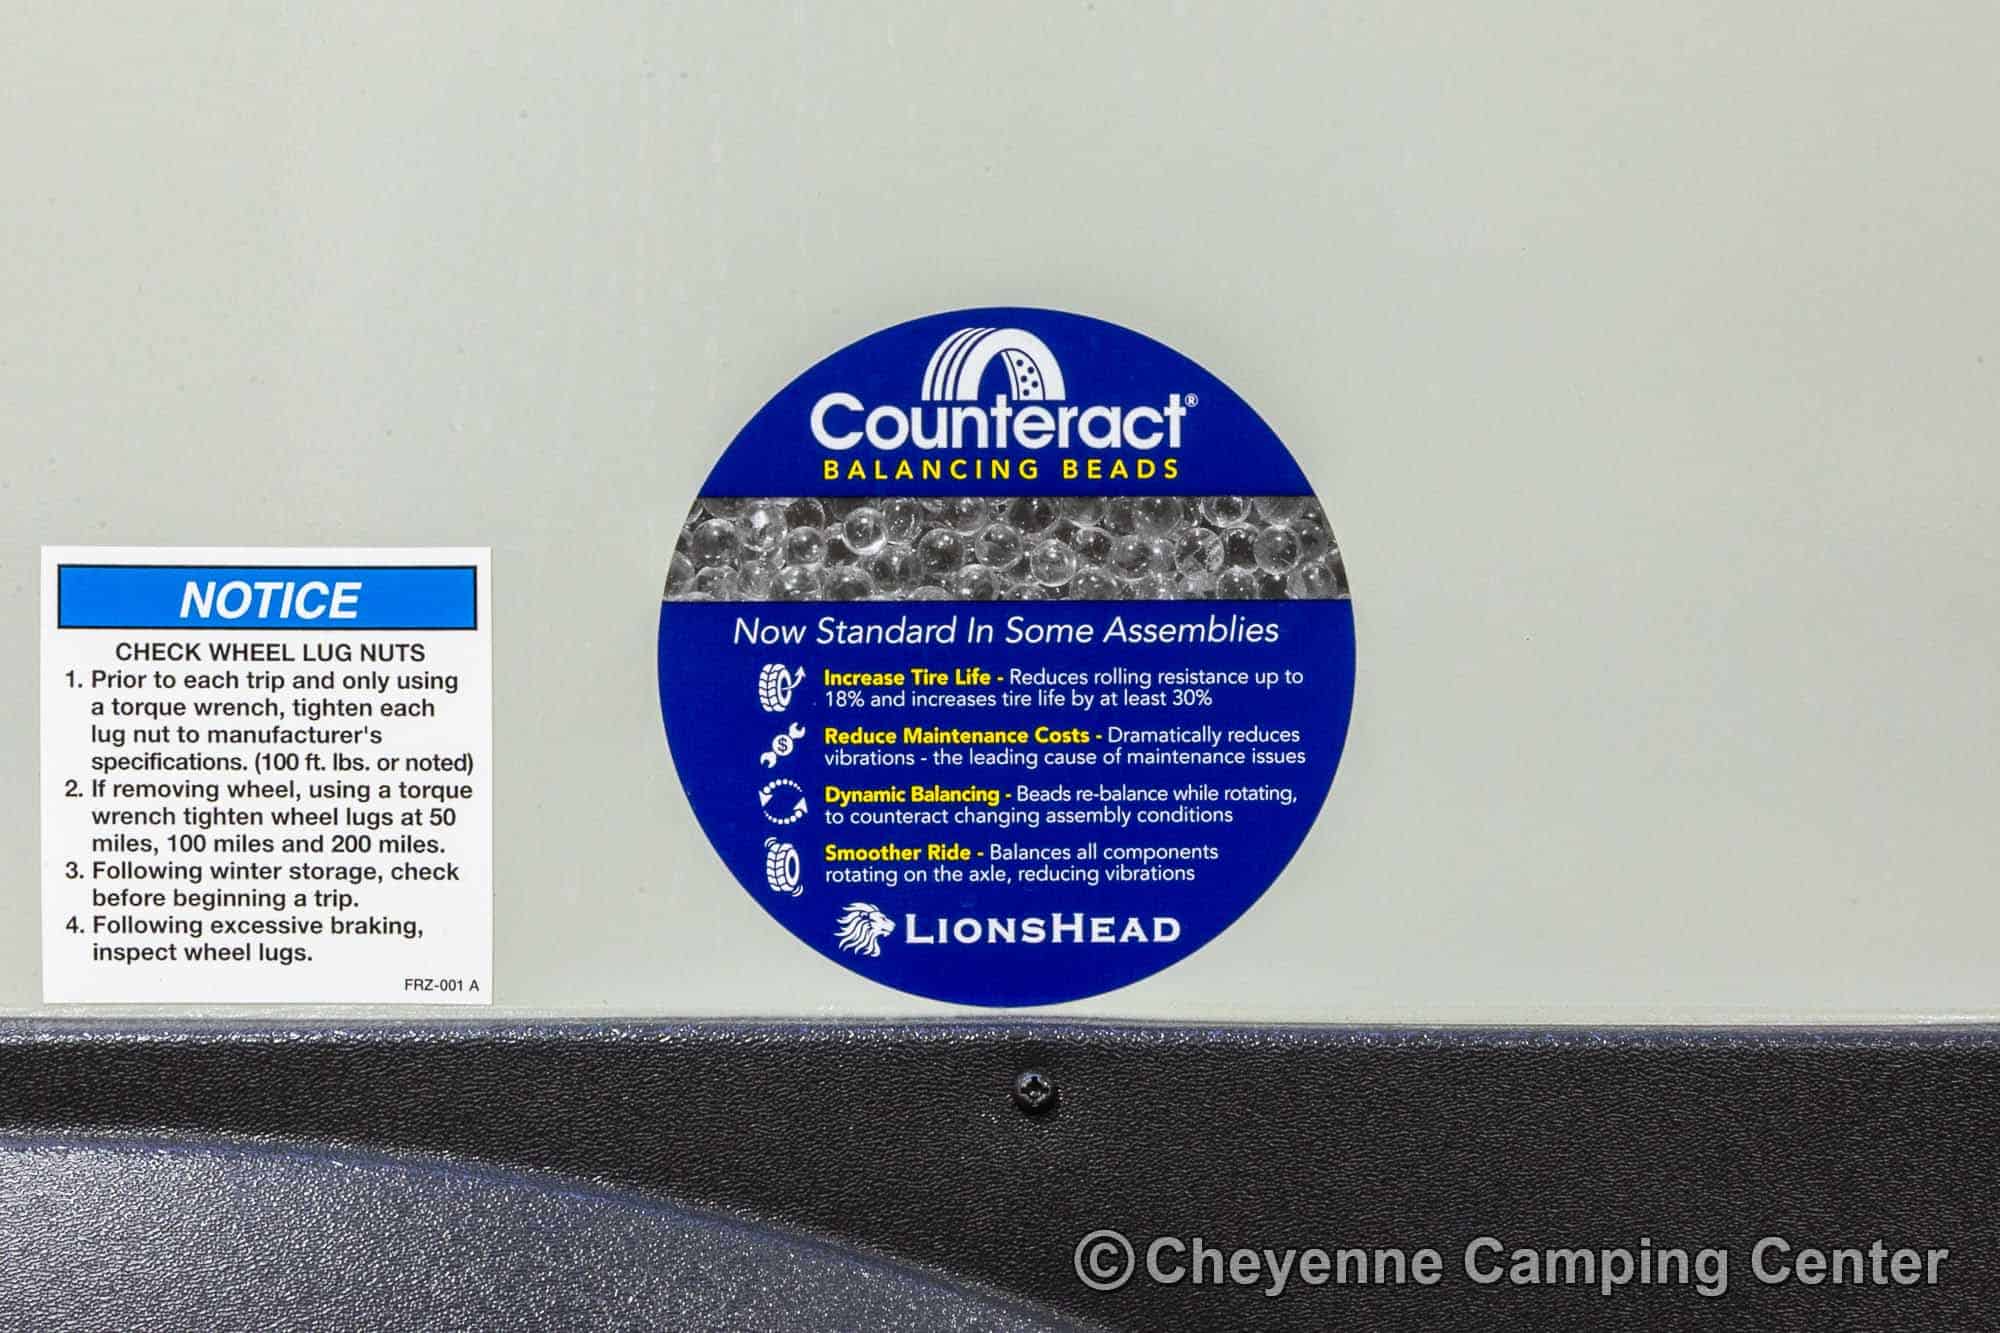 NOTICE
CHECK WHEEL LUG NUTS
1. Prior to each trip and only using
a torque wrench, tighten each
lug nut to manufacturer's
specifications. (100 ft. lbs. or noted)
2. If removing wheel, using a torque
wrench tighten wheel lugs at 50
miles, 100 miles and 200 miles.
3. Following winter storage, check
before beginning a trip.
4. Following excessive braking,
inspect wheel lugs.
FRZ-001 A
Counteract®
BALANCING BEADS
Now Standard In Some Assemblies
Increase Tire Life - Reduces rolling resistance up to
18% and increases tire life by at least 30%
$
Reduce Maintenance Costs - Dramatically reduces
vibrations - the leading cause of maintenance issues
Dynamic Balancing - Beads re-balance while rotating,
to counteract changing assembly conditions
Smoother Ride - Balances all components
rotating on the axle, reducing vibrations
LIONSHEAD
©Cheyenne Camping Center